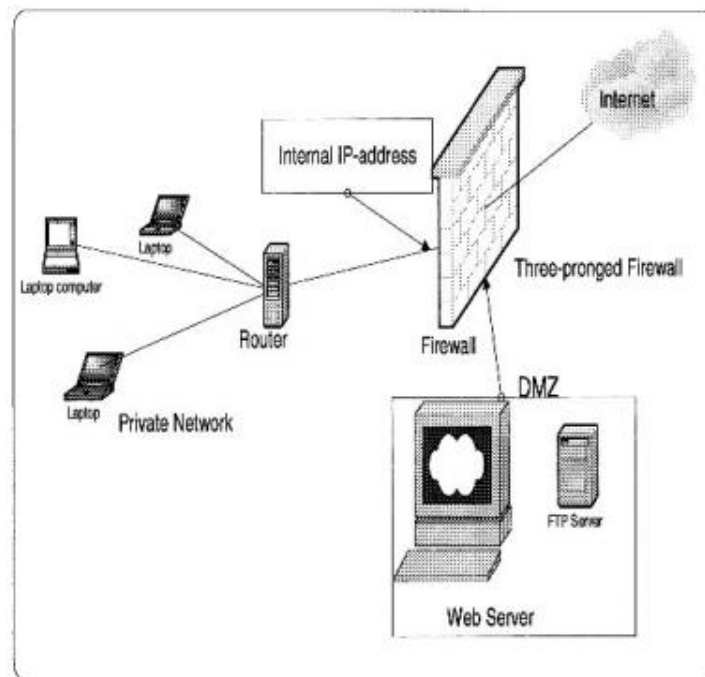 Internet
Internal IP-address
Laptop
Laptop computer
Three-pronged Firewall
Router
Firewall
DMZ
Laptop
Private Network
FTP Server
Web Server